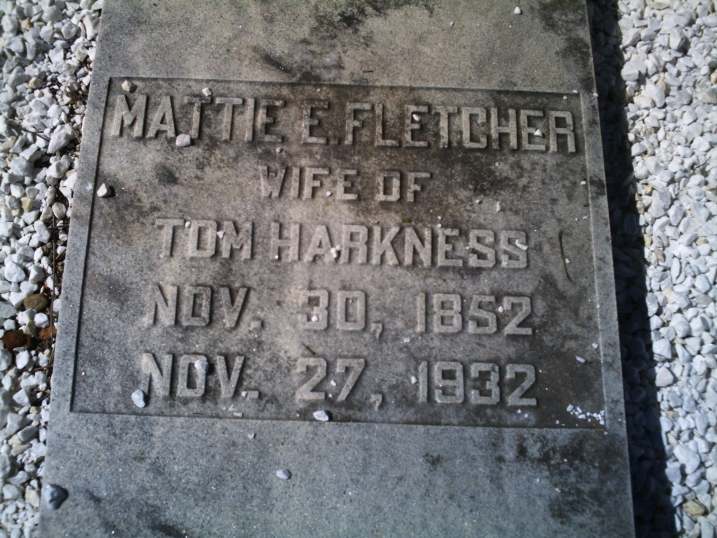 MATTIE E. FLETCHER
WIFE OF
TOM HARKNESS
NOV. 30, 1852
NOV. 27, 1932